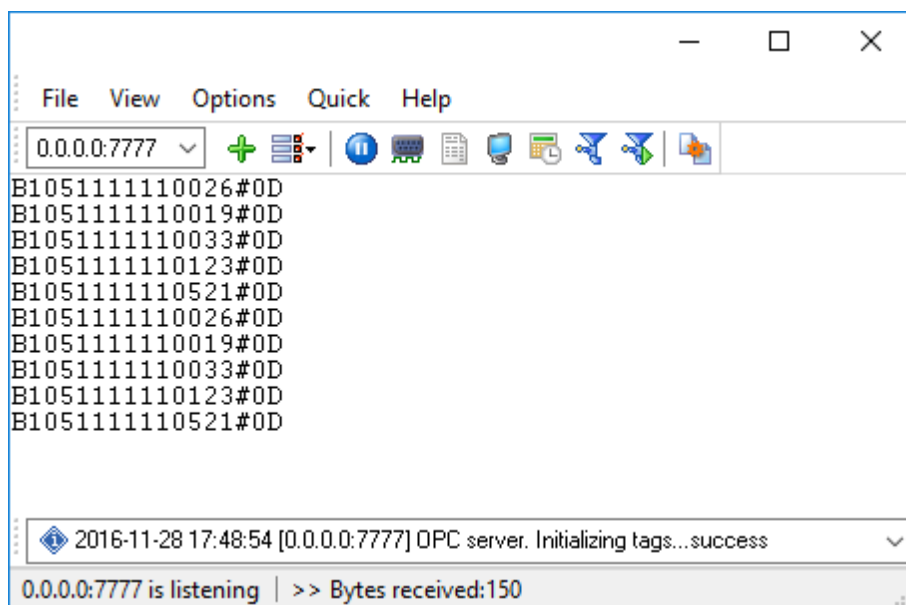 File View Options Quick Help
0.0.0.0:7777
B1051111110026#0D
B1051111110019#0D
B1051111110033#0D
B1051111110123#0D
B1051111110521#0D
B1051111110026#0D
B1051111110019#0D
B1051111110033#0D
B1051111110123#0D
B1051111110521#0D
2016-11-28 17:48:54 [0.0.0.0:7777] OPC server. Initializing tags...success
0.0.0.0:7777 is listening >> Bytes received:150